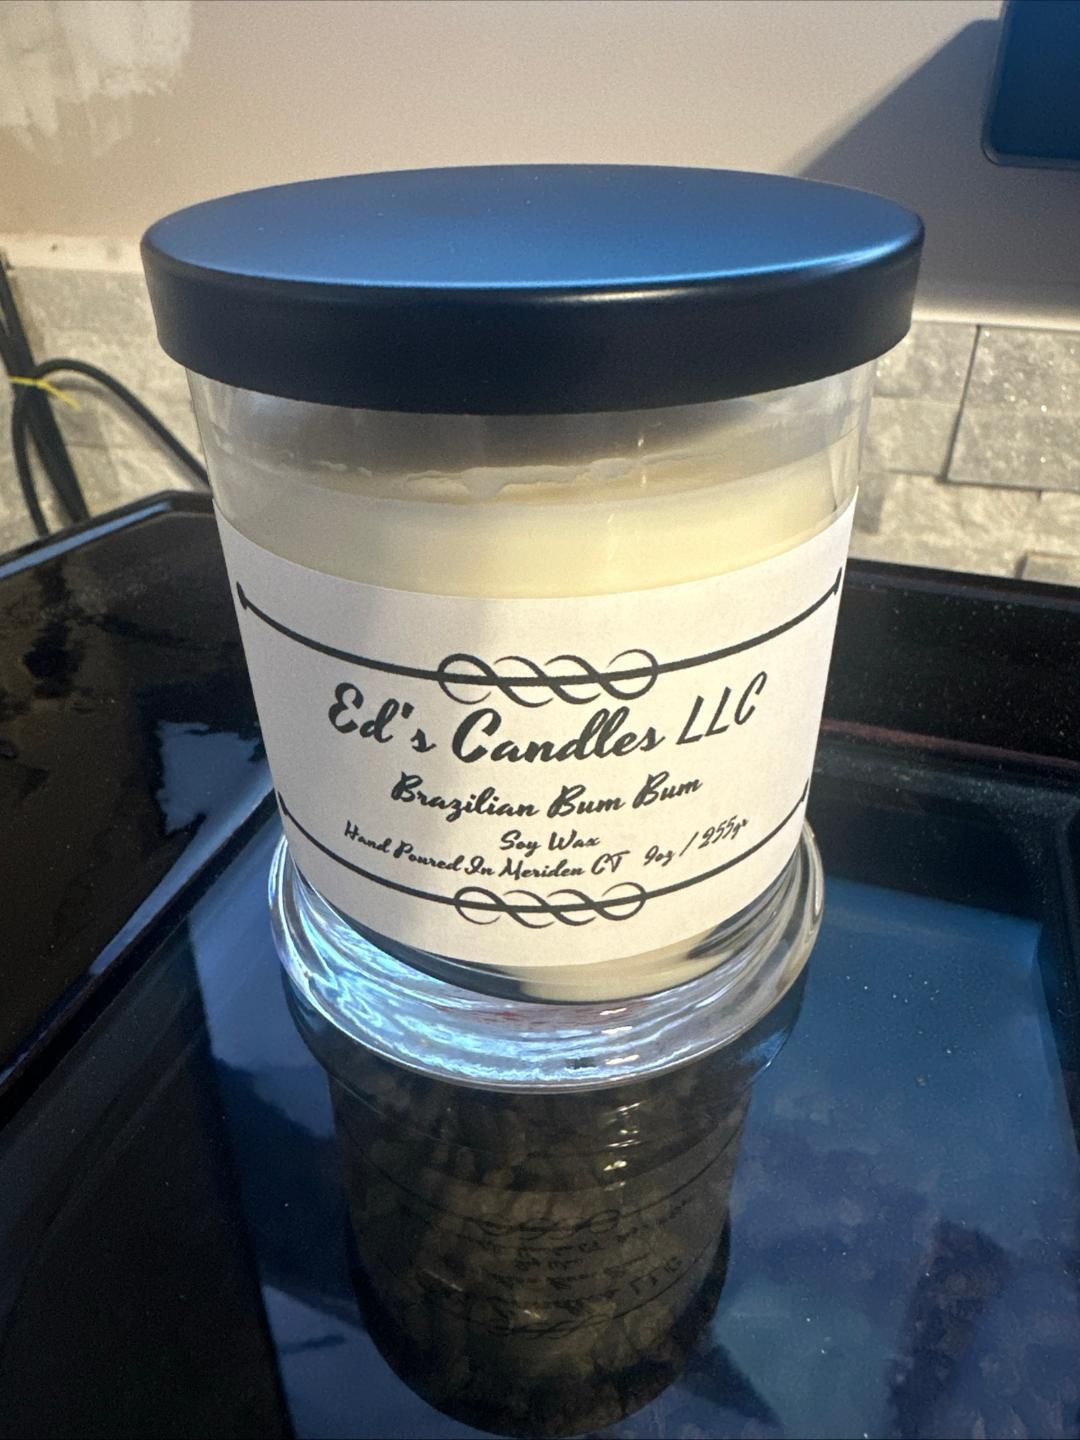 Ed's Candles LLC
Brazilian Bum Bum
Soy Wax
Hand Poured In Meriden CT 9oz / 255gr